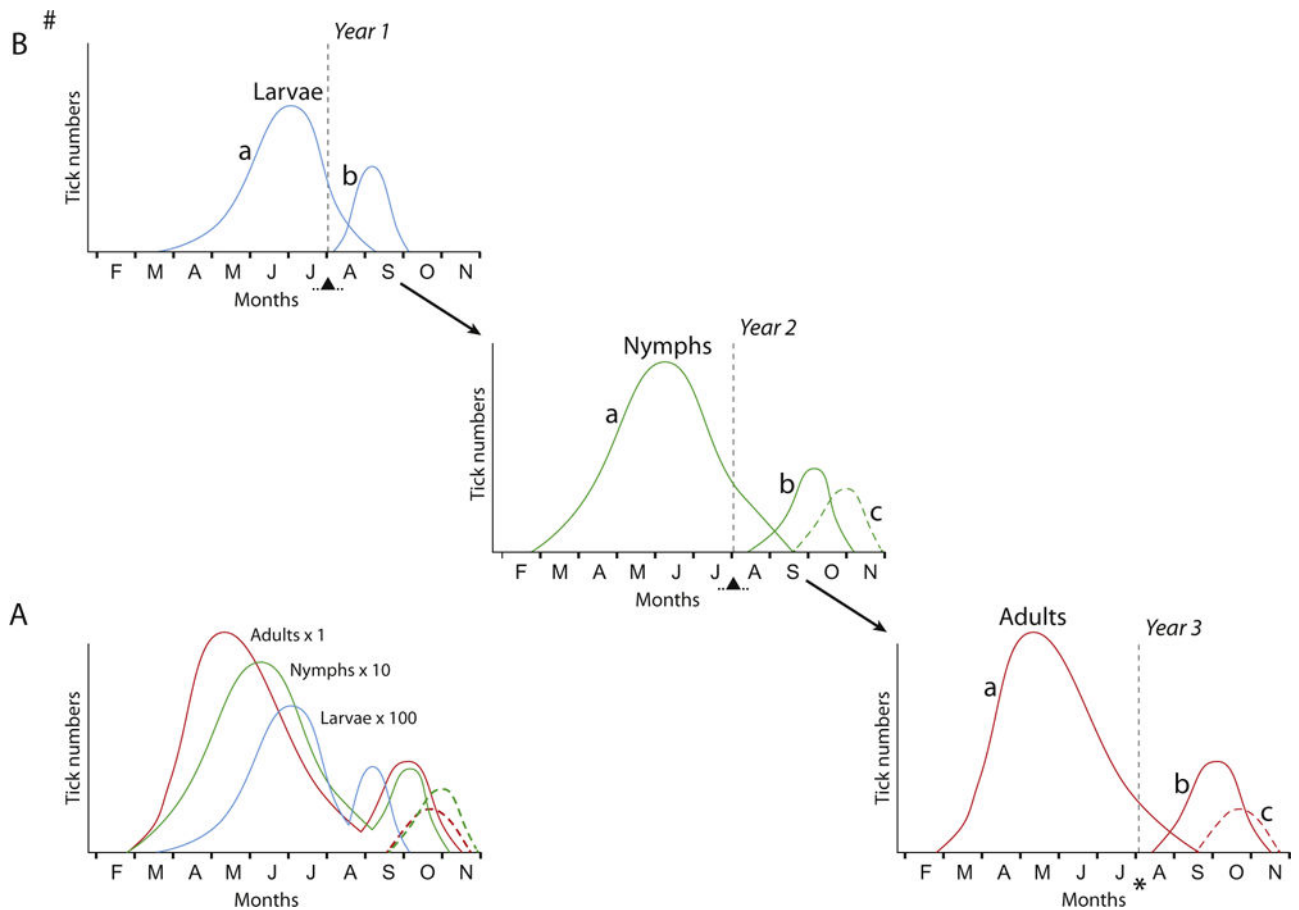 #
B
Year 1
Larvae
a
b
Tick numbers
F M A M J J A S O N
Months
Year 2
Nymphs
a
b
c
Tick numbers
F M A M J J A S O N
Months
A
Adults x 1
Nymphs x 10
Larvae x 100
Tick numbers
F M A M J J A S O N
Months
Adults
Year 3
a
b
c
Tick numbers
F M A M J J A S O N
Months *